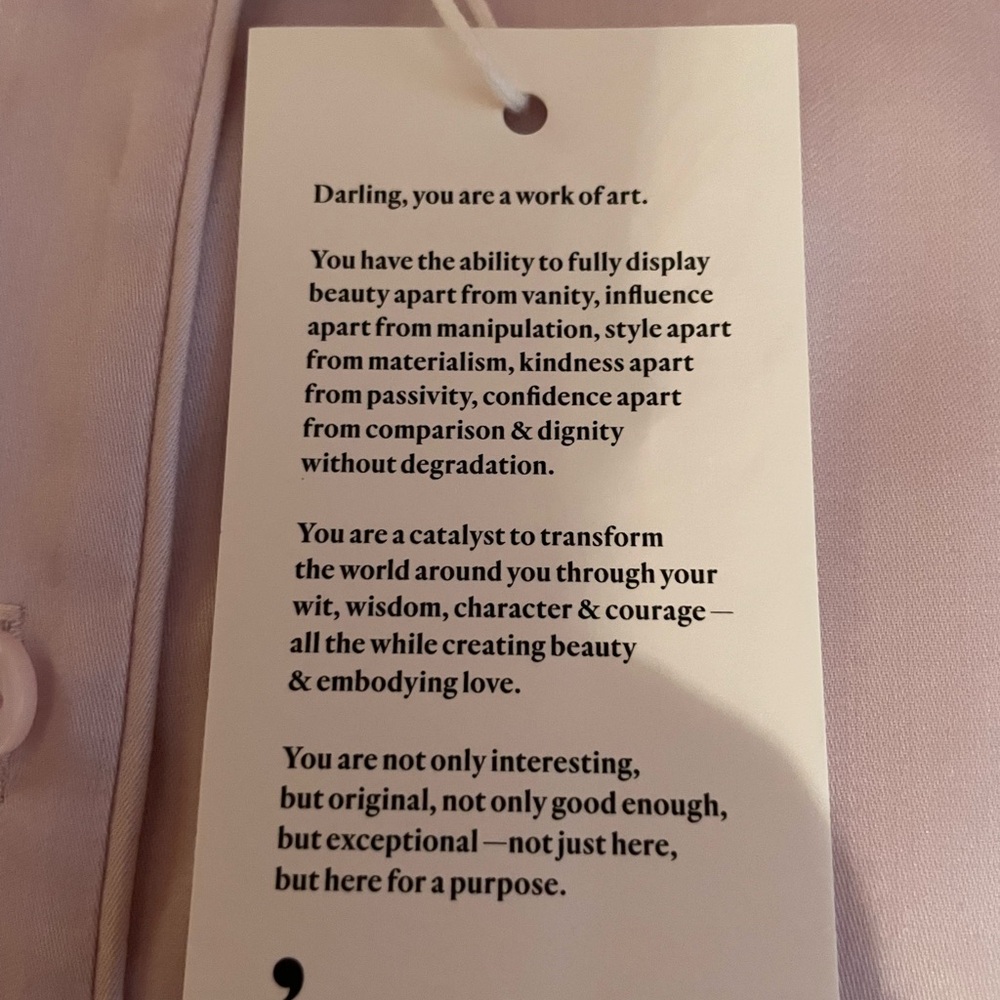 Darling, you are a work of art.
You have the ability to fully display
beauty apart from vanity, influence
apart from manipulation, style apart
from materialism, kindness apart
from passivity, confidence apart
from comparison & dignity
without degradation.
You are a catalyst to transform
the world around you through your
wit, wisdom, character & courage—
all the while creating beauty
& embodying love.
You are not only interesting,
but original, not only good enough,
but exceptional—not just here,
but here for a purpose.
,